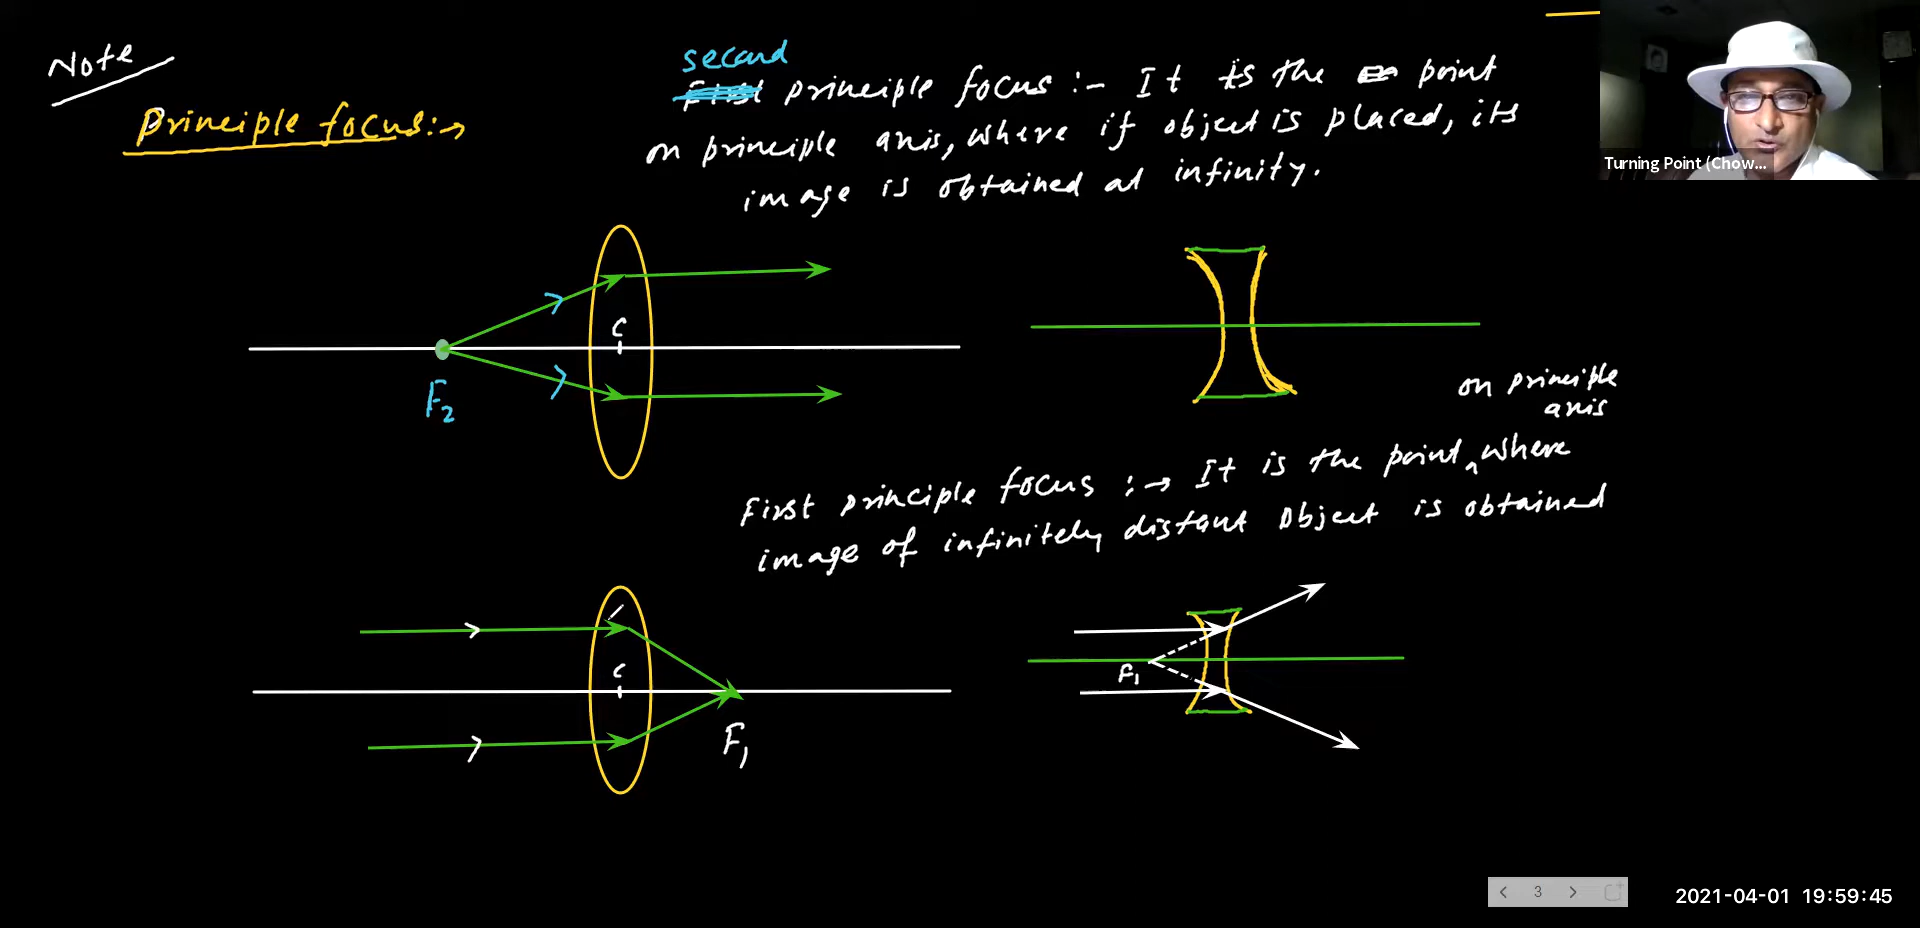 Note
Principle focus:→
second
First principle focus :- It is the point
on principle axis, where if object is placed, its
image is obtained at infinity.
Turning Point (Chow...
C
F2
on principle
axis
First principle focus :→ It is the point ^ where
image of infinitely distant object is obtained
C
F1
F1
3
2021-04-01 19:59:45